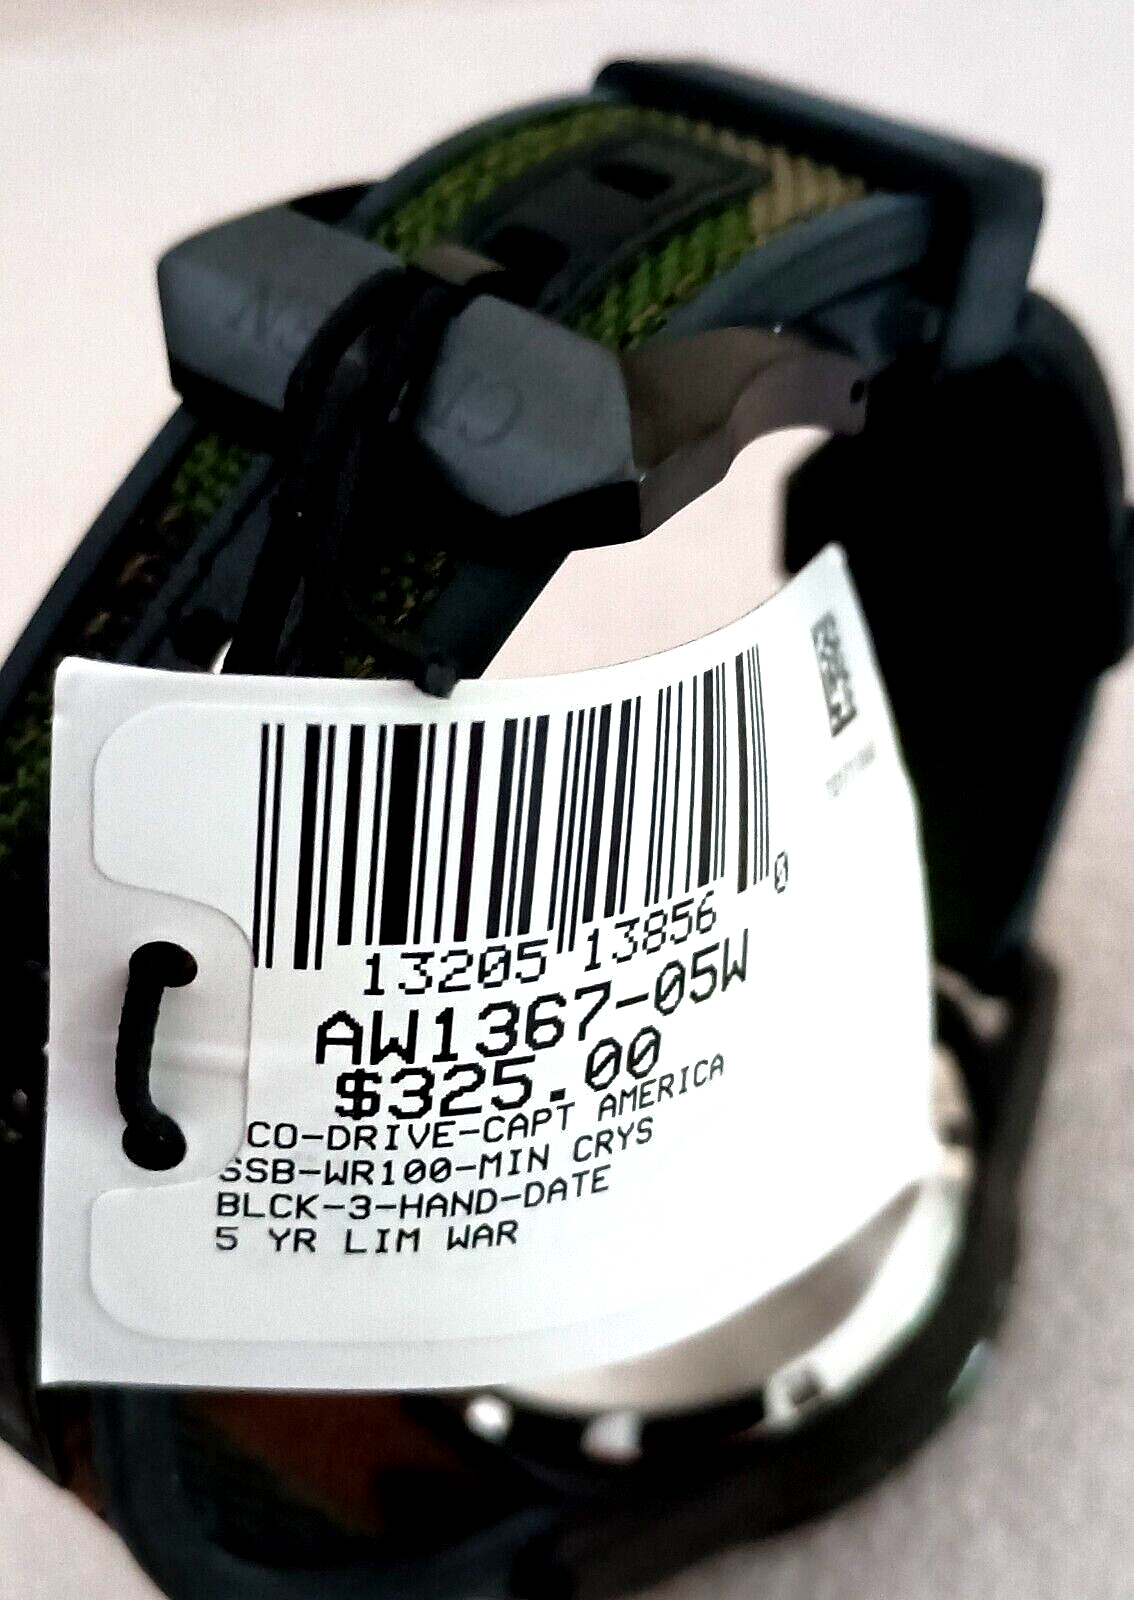 13205 13856 0
AW1367-05W
$325.00
CO-DRIVE-CAPT AMERICA
SSB-WR100-MIN CRYS
BLCK-3-HAND-DATE
5 YR LIM WAR